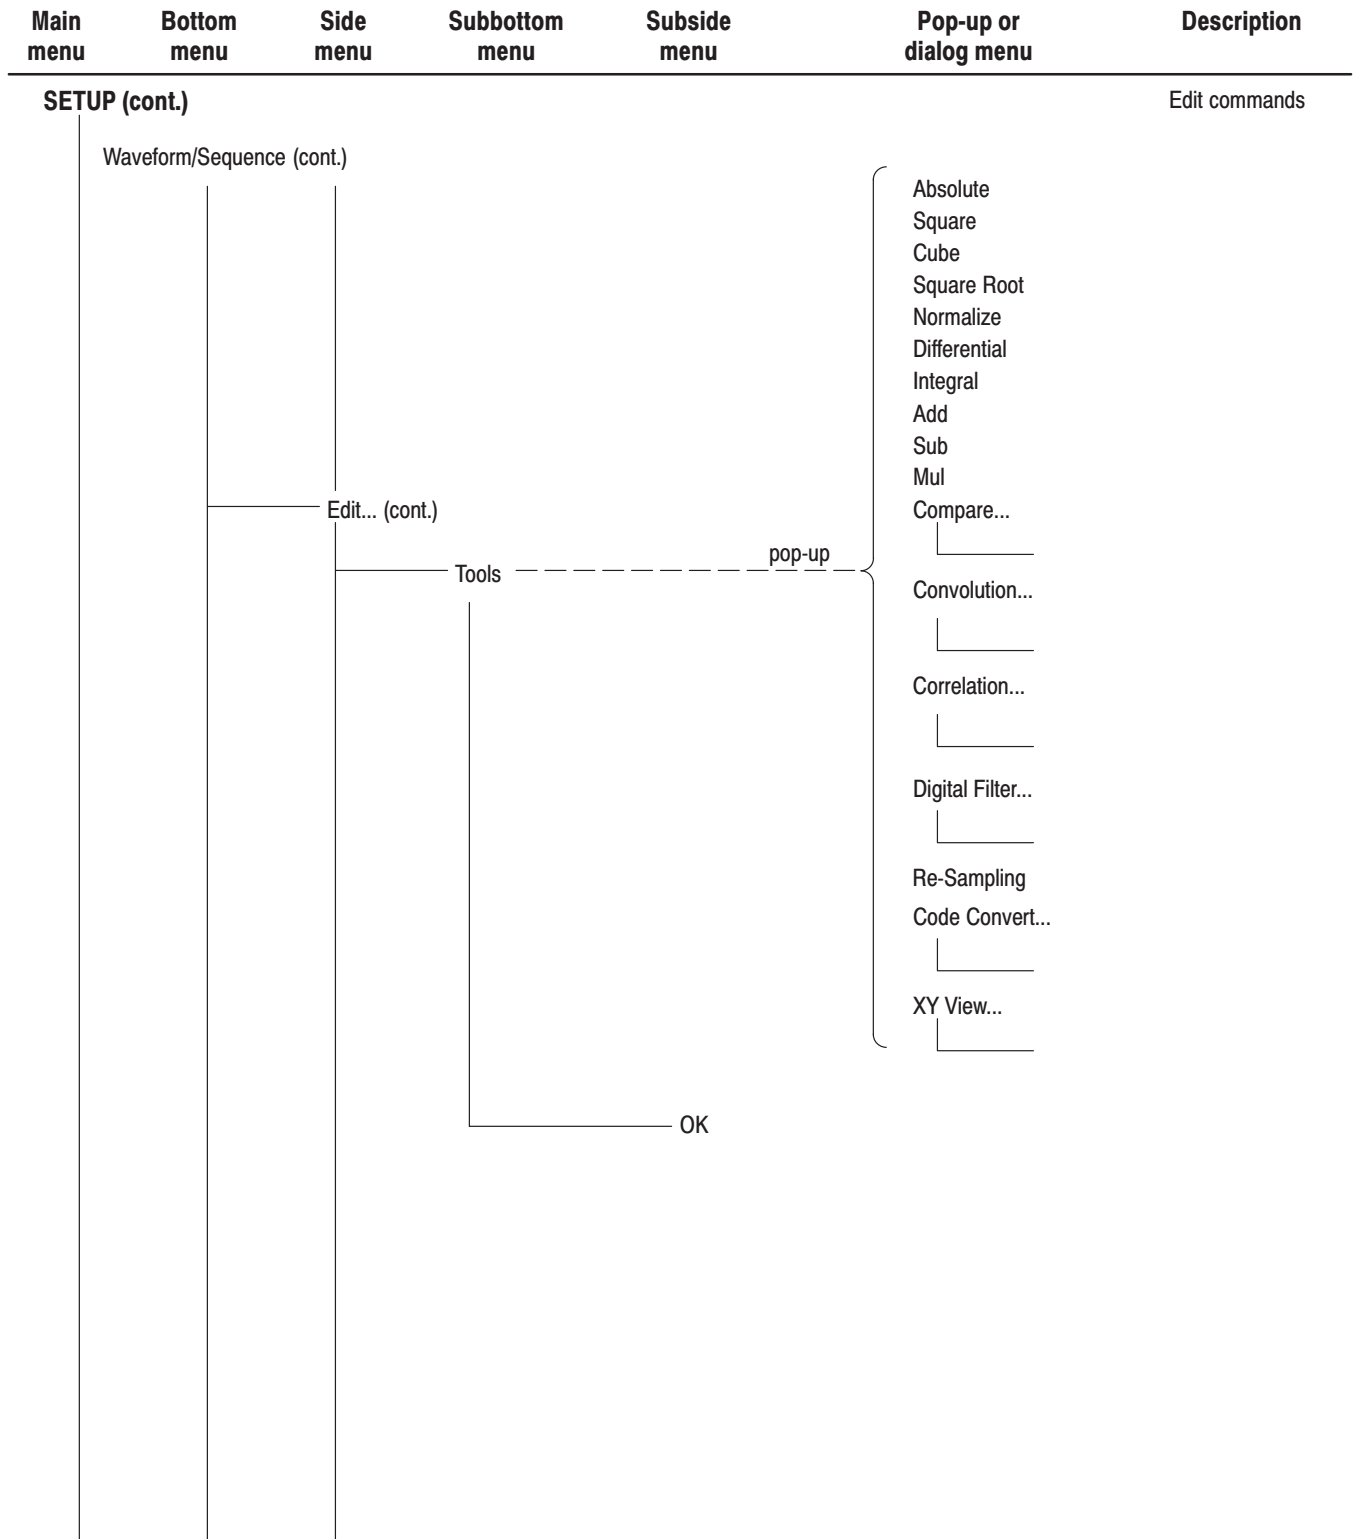 Main menu
Bottom menu
Side menu
Subbottom menu
Subside menu
Pop-up or dialog menu
Description
SETUP (cont.)
Edit commands
Waveform/Sequence (cont.)
Absolute
Square
Cube
Square Root
Normalize
Differential
Integral
Add
Sub
Mul
Edit... (cont.)
Compare...
pop-up
Tools
Convolution...
Correlation...
Digital Filter...
Re-Sampling
Code Convert...
XY View...
OK